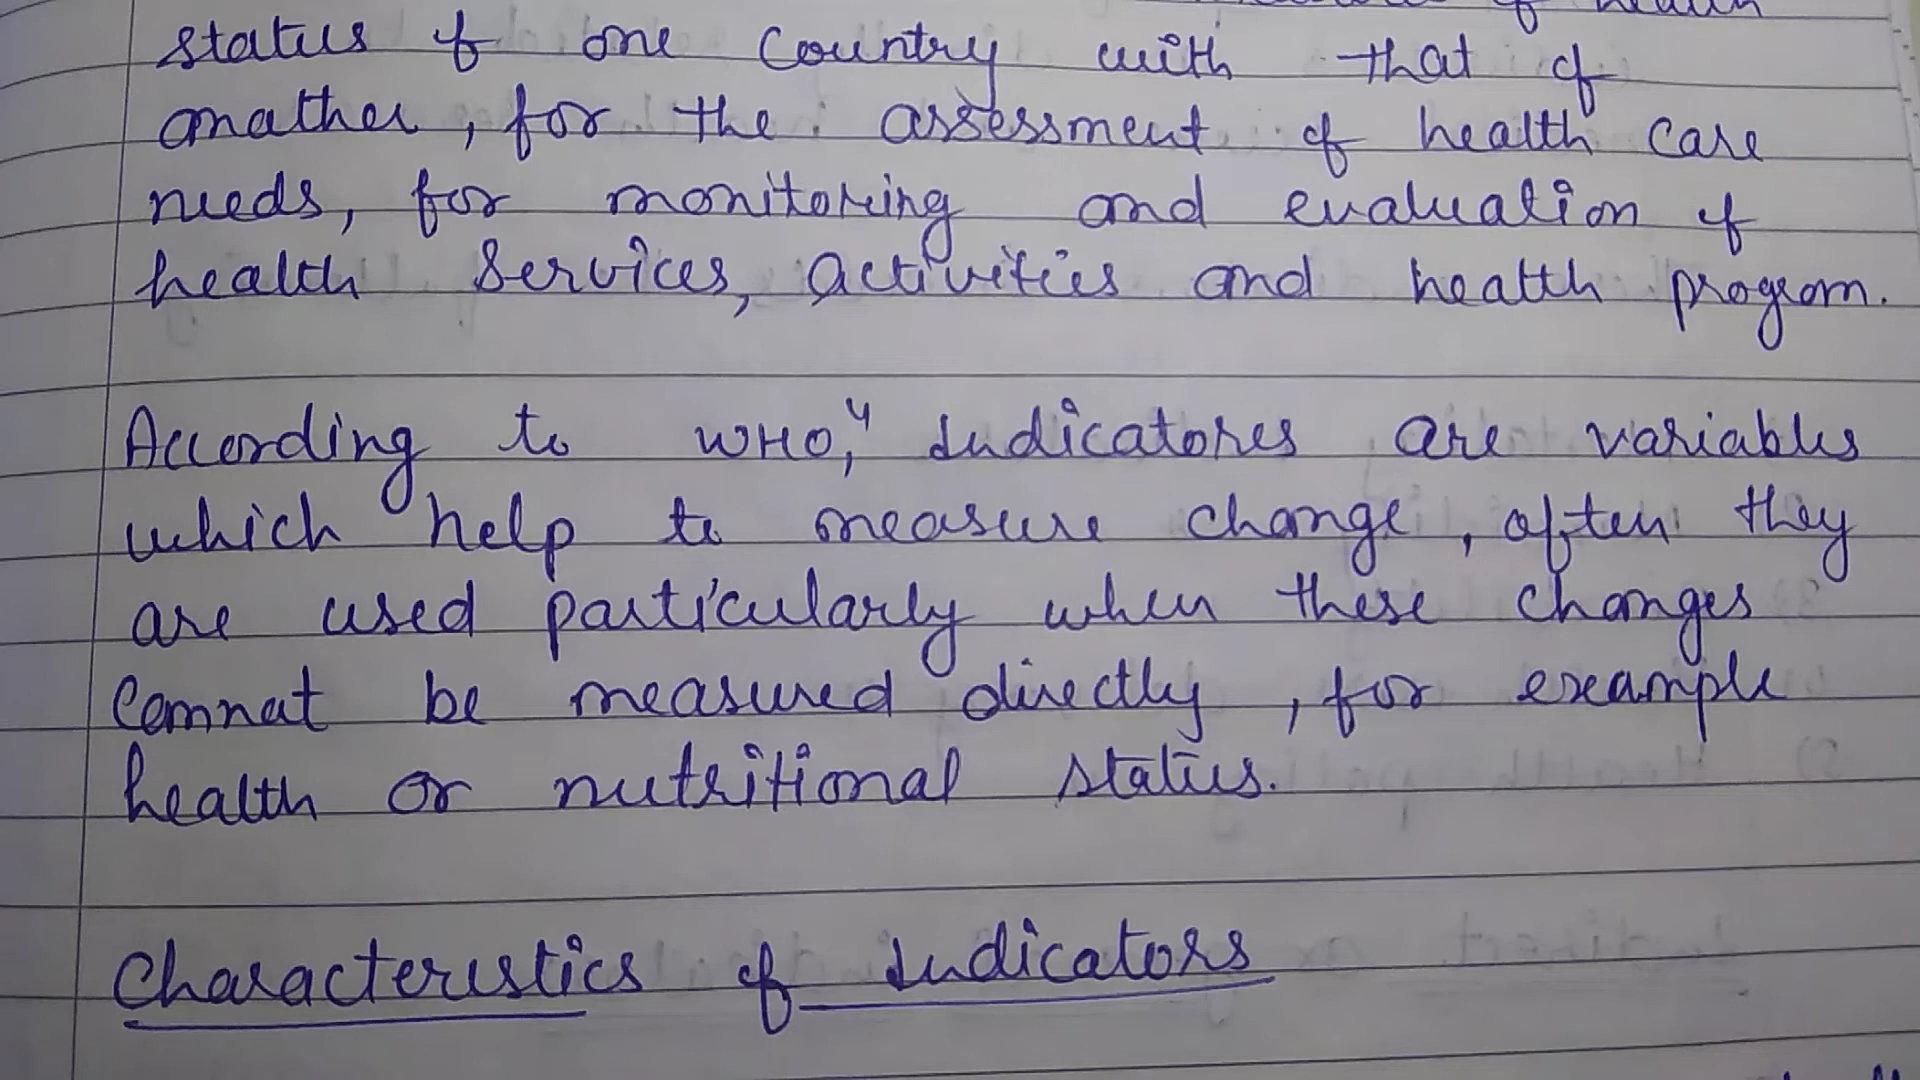 of health
status of one Country with that of
another, for the assessment of health care
needs, for monitoring and evaluation of
health Services, activities and health program.
According to WHO," Indicatores are variables
which help to measure change, often they
are used particularly when these changes
Cannot be measured directly, for example
health or nutritional status.
Characteristics of Indicators